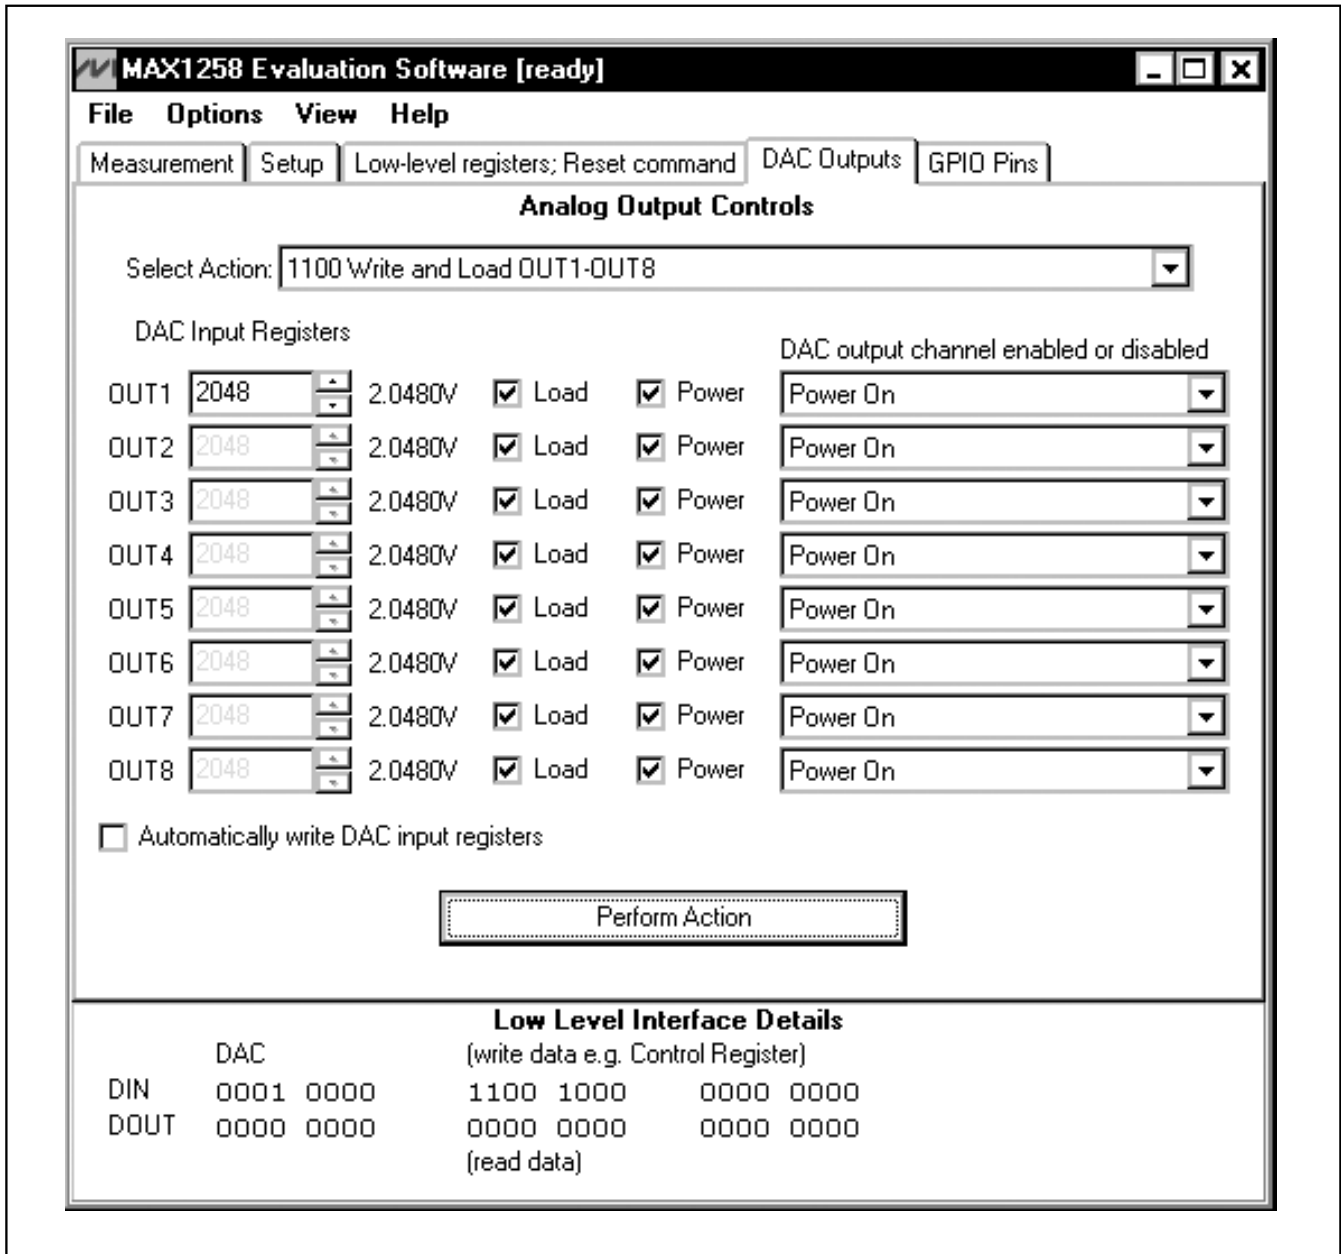 MAX1258 Evaluation Software [ready]
File Options View Help
Measurement Setup Low-level registers; Reset command DAC Outputs GPIO Pins
Analog Output Controls
Select Action: 1100 Write and Load OUT1-OUT8
DAC Input Registers
DAC output channel enabled or disabled
OUT1 2048 2.0480V Load Power Power On
OUT2 2048 2.0480V Load Power Power On
OUT3 2048 2.0480V Load Power Power On
OUT4 2048 2.0480V Load Power Power On
OUT5 2048 2.0480V Load Power Power On
OUT6 2048 2.0480V Load Power Power On
OUT7 2048 2.0480V Load Power Power On
OUT8 2048 2.0480V Load Power Power On
Automatically write DAC input registers
Perform Action
Low Level Interface Details
DAC (write data e.g. Control Register)
DIN 0001 0000 1100 1000 0000 0000
DOUT 0000 0000 0000 0000 0000 0000
(read data)